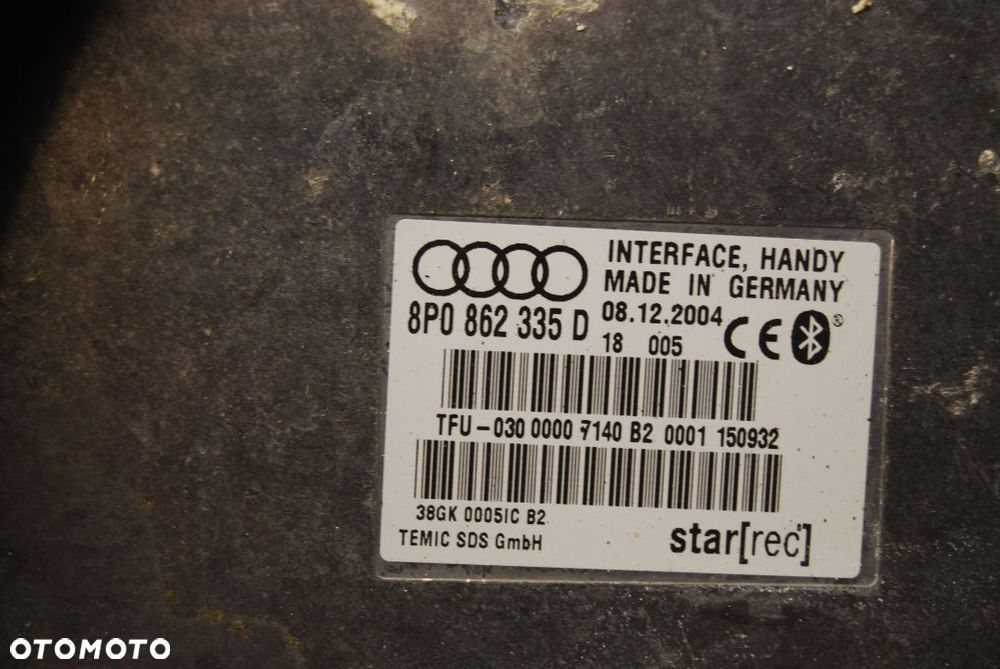 INTERFACE, HANDY
MADE IN GERMANY
8P0 862 335 D
08.12.2004
18 005
CE
®
TFU-030 0000 7140 B2 0001 150932
38GK 0005IC B2
TEMIC SDS GmbH
star[rec]
OTOMOTO